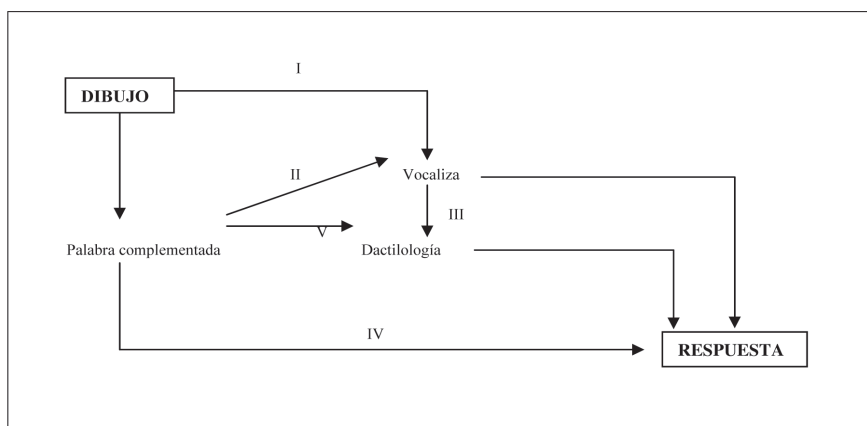 I
DIBUJO
II
Vocaliza
III
V
Palabra complementada
Dactilología
IV
RESPUESTA